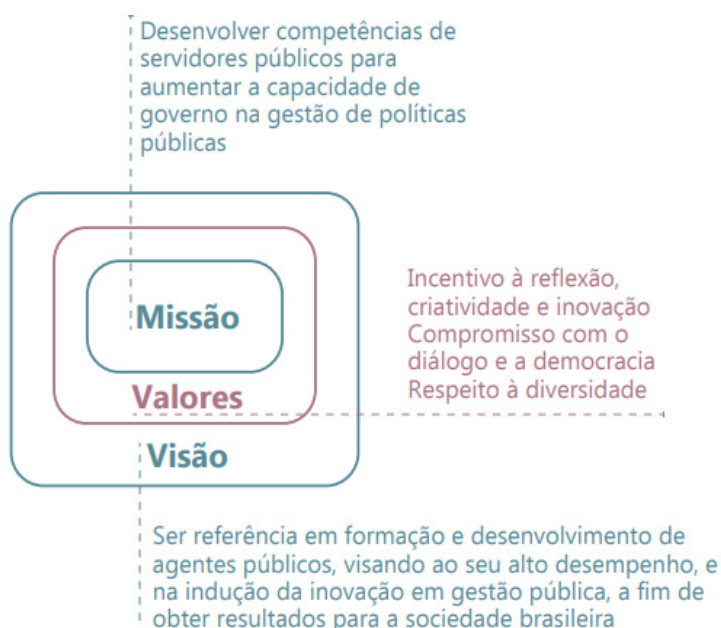 Desenvolver competências de
servidores públicos para
aumentar a capacidade de
governo na gestão de políticas
públicas
Missão
Valores
Visão
Incentivo à reflexão,
criatividade e inovação
Compromisso com o
diálogo e a democracia
Respeito à diversidade
Ser referência em formação e desenvolvimento de
agentes públicos, visando ao seu alto desempenho, e
na indução da inovação em gestão pública, a fim de
obter resultados para a sociedade brasileira